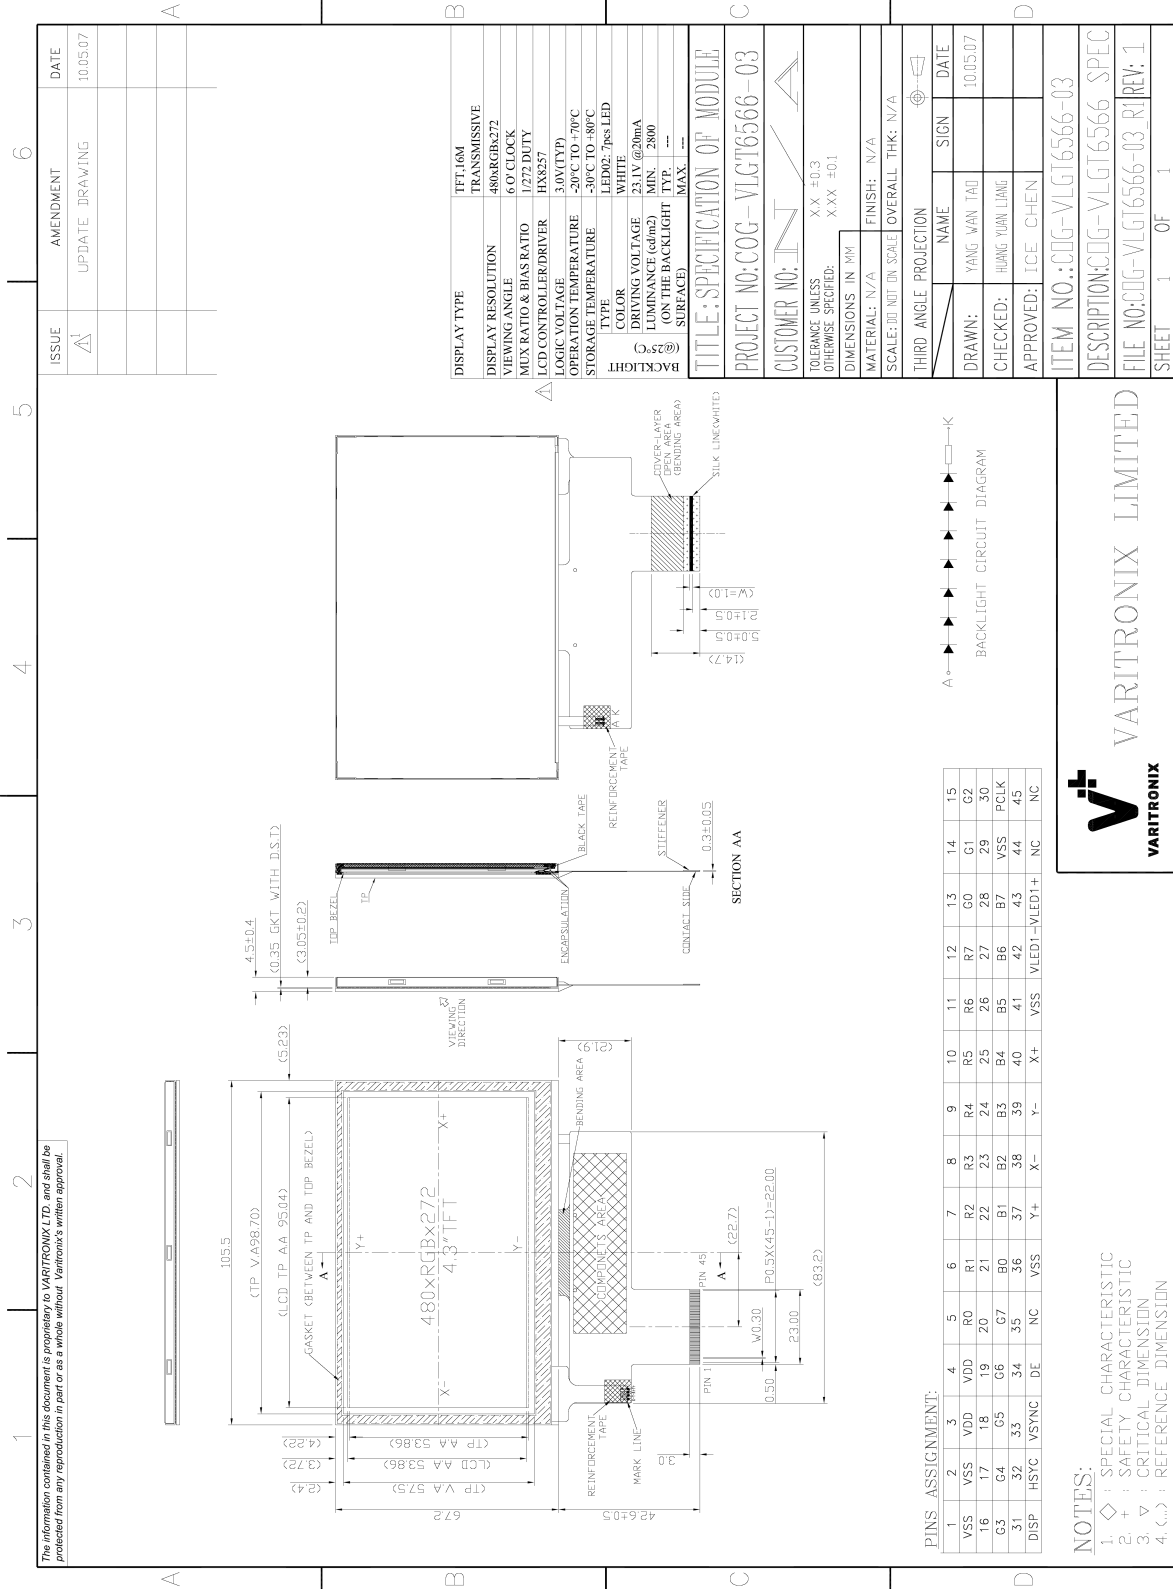 The information contained in this document is proprietary to VARITRONIX LTD. and shall be
protected from any reproduction in part or as a whole without Varitronix's written approval.
1 2 3 4 5 6
A
B
C
D
A
B
C
D
ISSUE AMENDMENT DATE
1 UPDATE DRAWING 10.05.07
105.5
(TP V.A98.70)
(LCD TP A.A 95.04)
(5.23)
GASKET (BETWEEN TP AND TOP BEZEL)
A
Y+
X-
X+
Y-
480xRGBx272
4.3"TFT
(2.4)
(3.72)
(4.22)
(TP V.A 57.5)
(LCD A.A 53.86)
(TP A.A 53.86)
67.2
42.6±0.5
(21.9)
BENDING AREA
COMPONETS AREA
REINFORCEMENT
TAPE
MARK LINE
3.0
PIN 1
PIN 45
A
(22.7)
0.50
W0.30
P0.5X(45-1)=22.00
23.00
(83.2)
4.5±0.4
(0.35 GKT WITH D.S.T)
(3.05±0.2)
VIEWING
DIRECTION
TOP BEZEL
TP
ENCAPSULATION
BLACK TAPE
STIFFENER
CONTACT SIDE
0.3±0.05
SECTION AA
REINFORCEMENT
TAPE
A K
COVER-LAYER
OPEN AREA
(BENDING AREA)
SILK LINE(WHITE)
(W=1.0)
2.1±0.5
5.0±0.5
(14.7)
A
K
BACKLIGHT CIRCUIT DIAGRAM
1
DISPLAY TYPE TFT,16M
TRANSMISSIVE
DISPLAY RESOLUTION 480xRGBx272
VIEWING ANGLE 6 O' CLOCK
MUX RATIO & BIAS RATIO 1/272 DUTY
LCD CONTROLLER/DRIVER HX8257
LOGIC VOLTAGE 3.0V(TYP)
OPERATION TEMPERATURE -20°C TO +70°C
STORAGE TEMPERATURE -30°C TO +80°C
BACKLIGHT
(@25°C)
TYPE LED02: 7pcs LED
COLOR WHITE
DRIVING VOLTAGE 23.1V @20mA
LUMINANCE (cd/m2) MIN. 2800
(ON THE BACKLIGHT TYP. ---
SURFACE) MAX. ---
TITLE:SPECIFICATION OF MODULE
PROJECT NO:COG-VLGT6566-03
CUSTOMER NO: N / A
TOLERANCE UNLESS
OTHERWISE SPECIFIED:
X.X ±0.3
X.XX ±0.1
DIMENSIONS IN MM
MATERIAL: N/A FINISH: N/A
SCALE: DO NOT ON SCALE OVERALL THK: N/A
THIRD ANGLE PROJECTION
NAME SIGN DATE
DRAWN: YANG WAN TAO 10.05.07
CHECKED: HUANG YUAN LIANG
APPROVED: ICE CHEN
ITEM NO.:COG-VLGT6566-03
DESCRIPTION:COG-VLGT6566 SPEC
FILE NO:COG-VLGT6566-03_R1 REV: 1
SHEET 1 OF 1
PINS ASSIGNMENT:
1 2 3 4 5 6 7 8 9 10 11 12 13 14 15
VSS VSS VDD VDD R0 R1 R2 R3 R4 R5 R6 R7 G0 G1 G2
16 17 18 19 20 21 22 23 24 25 26 27 28 29 30
G3 G4 G5 G6 G7 B0 B1 B2 B3 B4 B5 B6 B7 VSS PCLK
31 32 33 34 35 36 37 38 39 40 41 42 43 44 45
DISP HSYC VSYNC DE NC VSS Y+ X- Y- X+ VSS VLED1- VLED1+ NC NC
NOTES:
1. ◇ : SPECIAL CHARACTERISTIC
2. + : SAFETY CHARACTERISTIC
3. ▽ : CRITICAL DIMENSION
4. (...) : REFERENCE DIMENSION
VARITRONIX
VARITRONIX LIMITED